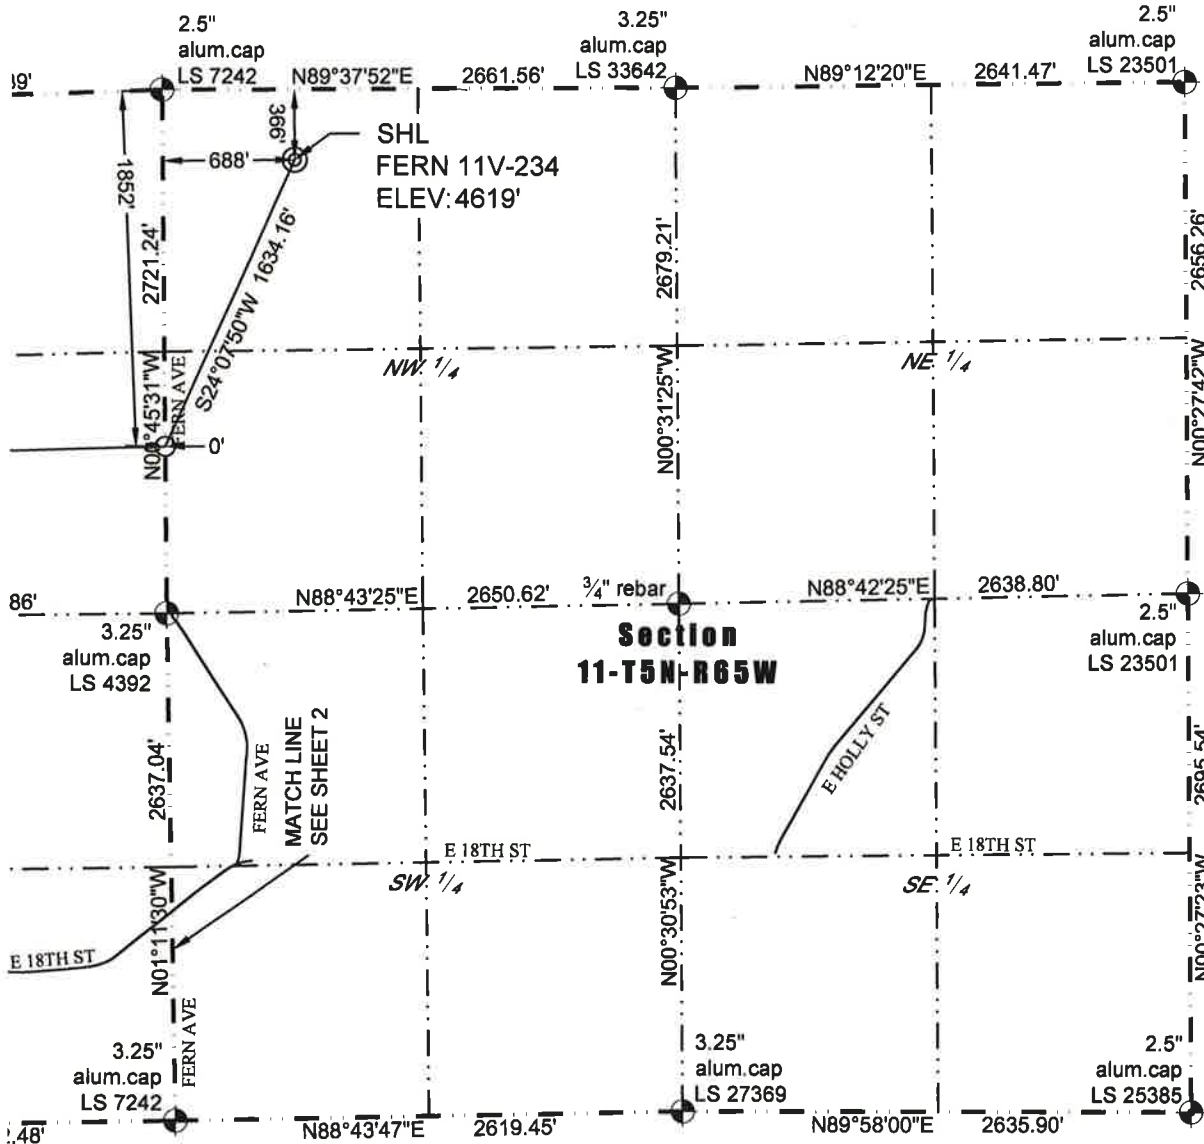 2.5"
alum.cap
LS 7242
3.25"
alum.cap
LS 33642
2.5"
alum.cap
LS 23501
N89°37'52"E
2661.56'
N89°12'20"E
2641.47'
366'
SHL
FERN 11V-234
ELEV: 4619'
688'
1852'
2721.24'
S24°07'50"W 1634.16'
2679.21'
2656.26'
NW 1/4
NE 1/4
N00°45'31"W
FERN AVE
N00°31'25"W
N00°27'42"W
0'
86'
N88°43'25"E
2650.62'
3/4" rebar
N88°42'25"E
2638.80'
3.25"
alum.cap
LS 4392
Section
11-T5N-R65W
2.5"
alum.cap
LS 23501
2637.04'
FERN AVE
MATCH LINE
SEE SHEET 2
2637.54'
E HOLLY ST
2695.54'
E 18TH ST
E 18TH ST
SW 1/4
SE 1/4
N01°11'30"W
N00°30'53"W
N00°27'23"W
E 18TH ST
FERN AVE
3.25"
alum.cap
LS 7242
3.25"
alum.cap
LS 27369
2.5"
alum.cap
LS 25385
N88°43'47"E
2619.45'
N89°58'00"E
2635.90'